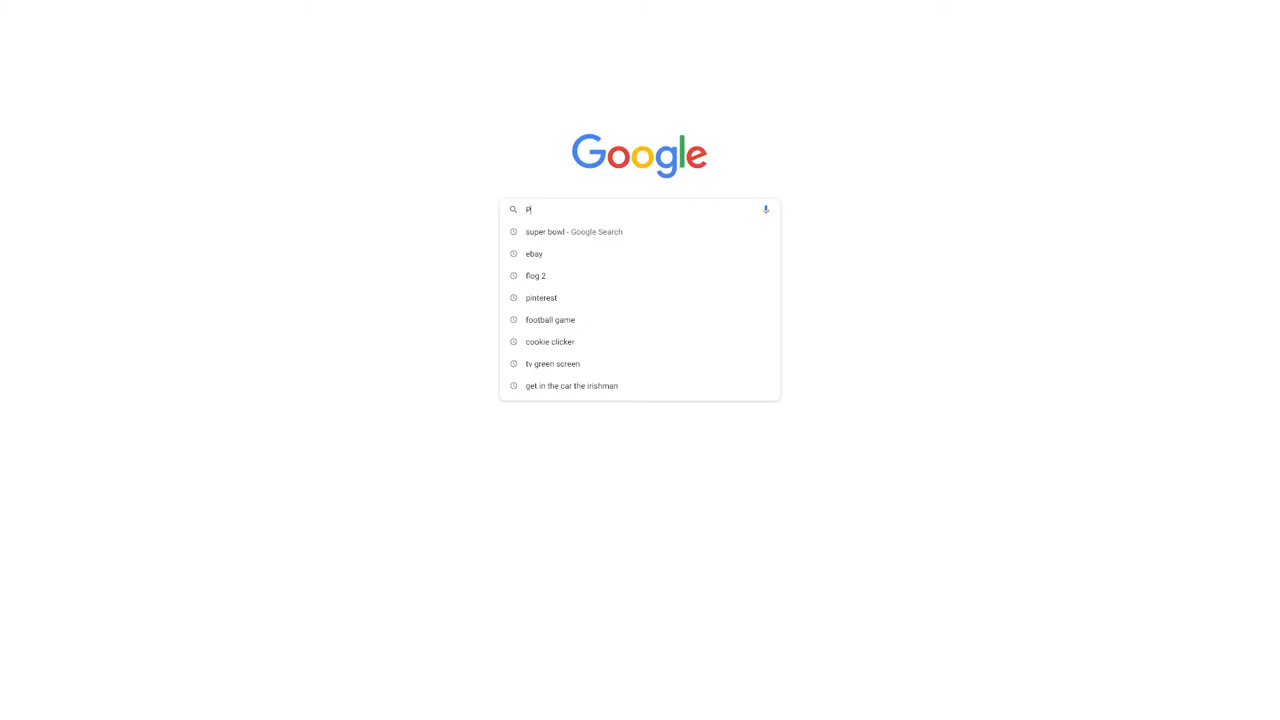 Google
P
super bowl - Google Search
ebay
flog 2
pinterest
football game
cookie clicker
tv green screen
get in the car the irishman